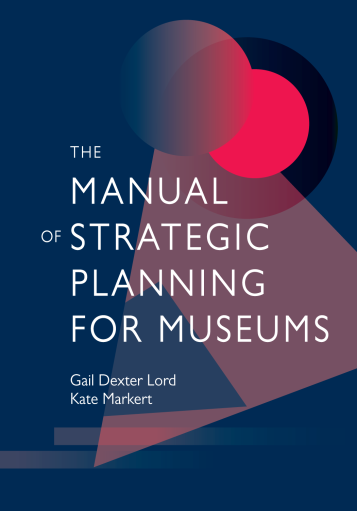 THE
MANUAL
OF STRATEGIC
PLANNING
FOR MUSEUMS
Gail Dexter Lord
Kate Markert